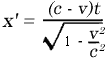 x' = (c - v)t / √(1 - v²/c²)